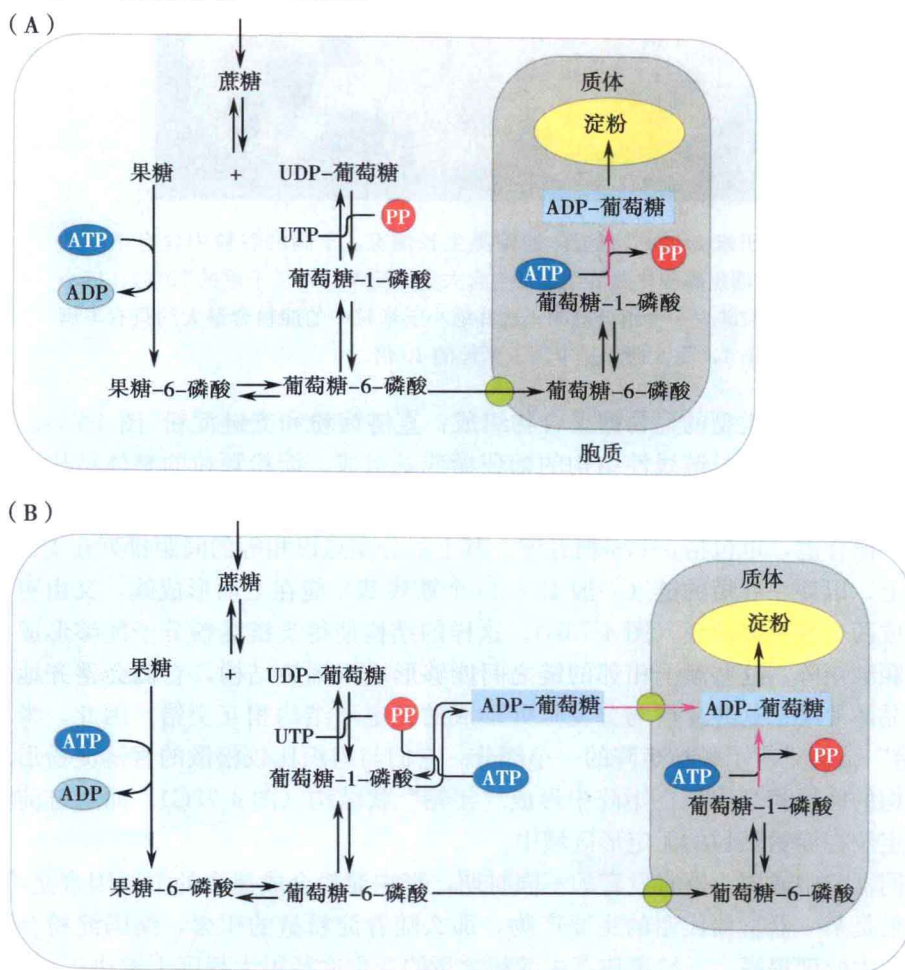 （A）
蔗糖
果糖 + UDP-葡萄糖
UTP
PP
葡萄糖-1-磷酸
ATP
ADP
果糖-6-磷酸
葡萄糖-6-磷酸
质体
淀粉
ADP-葡萄糖
PP
ATP
葡萄糖-1-磷酸
葡萄糖-6-磷酸
胞质
（B）
蔗糖
果糖 +
UDP-葡萄糖
UTP
PP
葡萄糖-1-磷酸
ADP-葡萄糖
ATP
ATP
ADP
果糖-6-磷酸
葡萄糖-6-磷酸
质体
淀粉
ADP-葡萄糖
PP
ATP
葡萄糖-1-磷酸
葡萄糖-6-磷酸